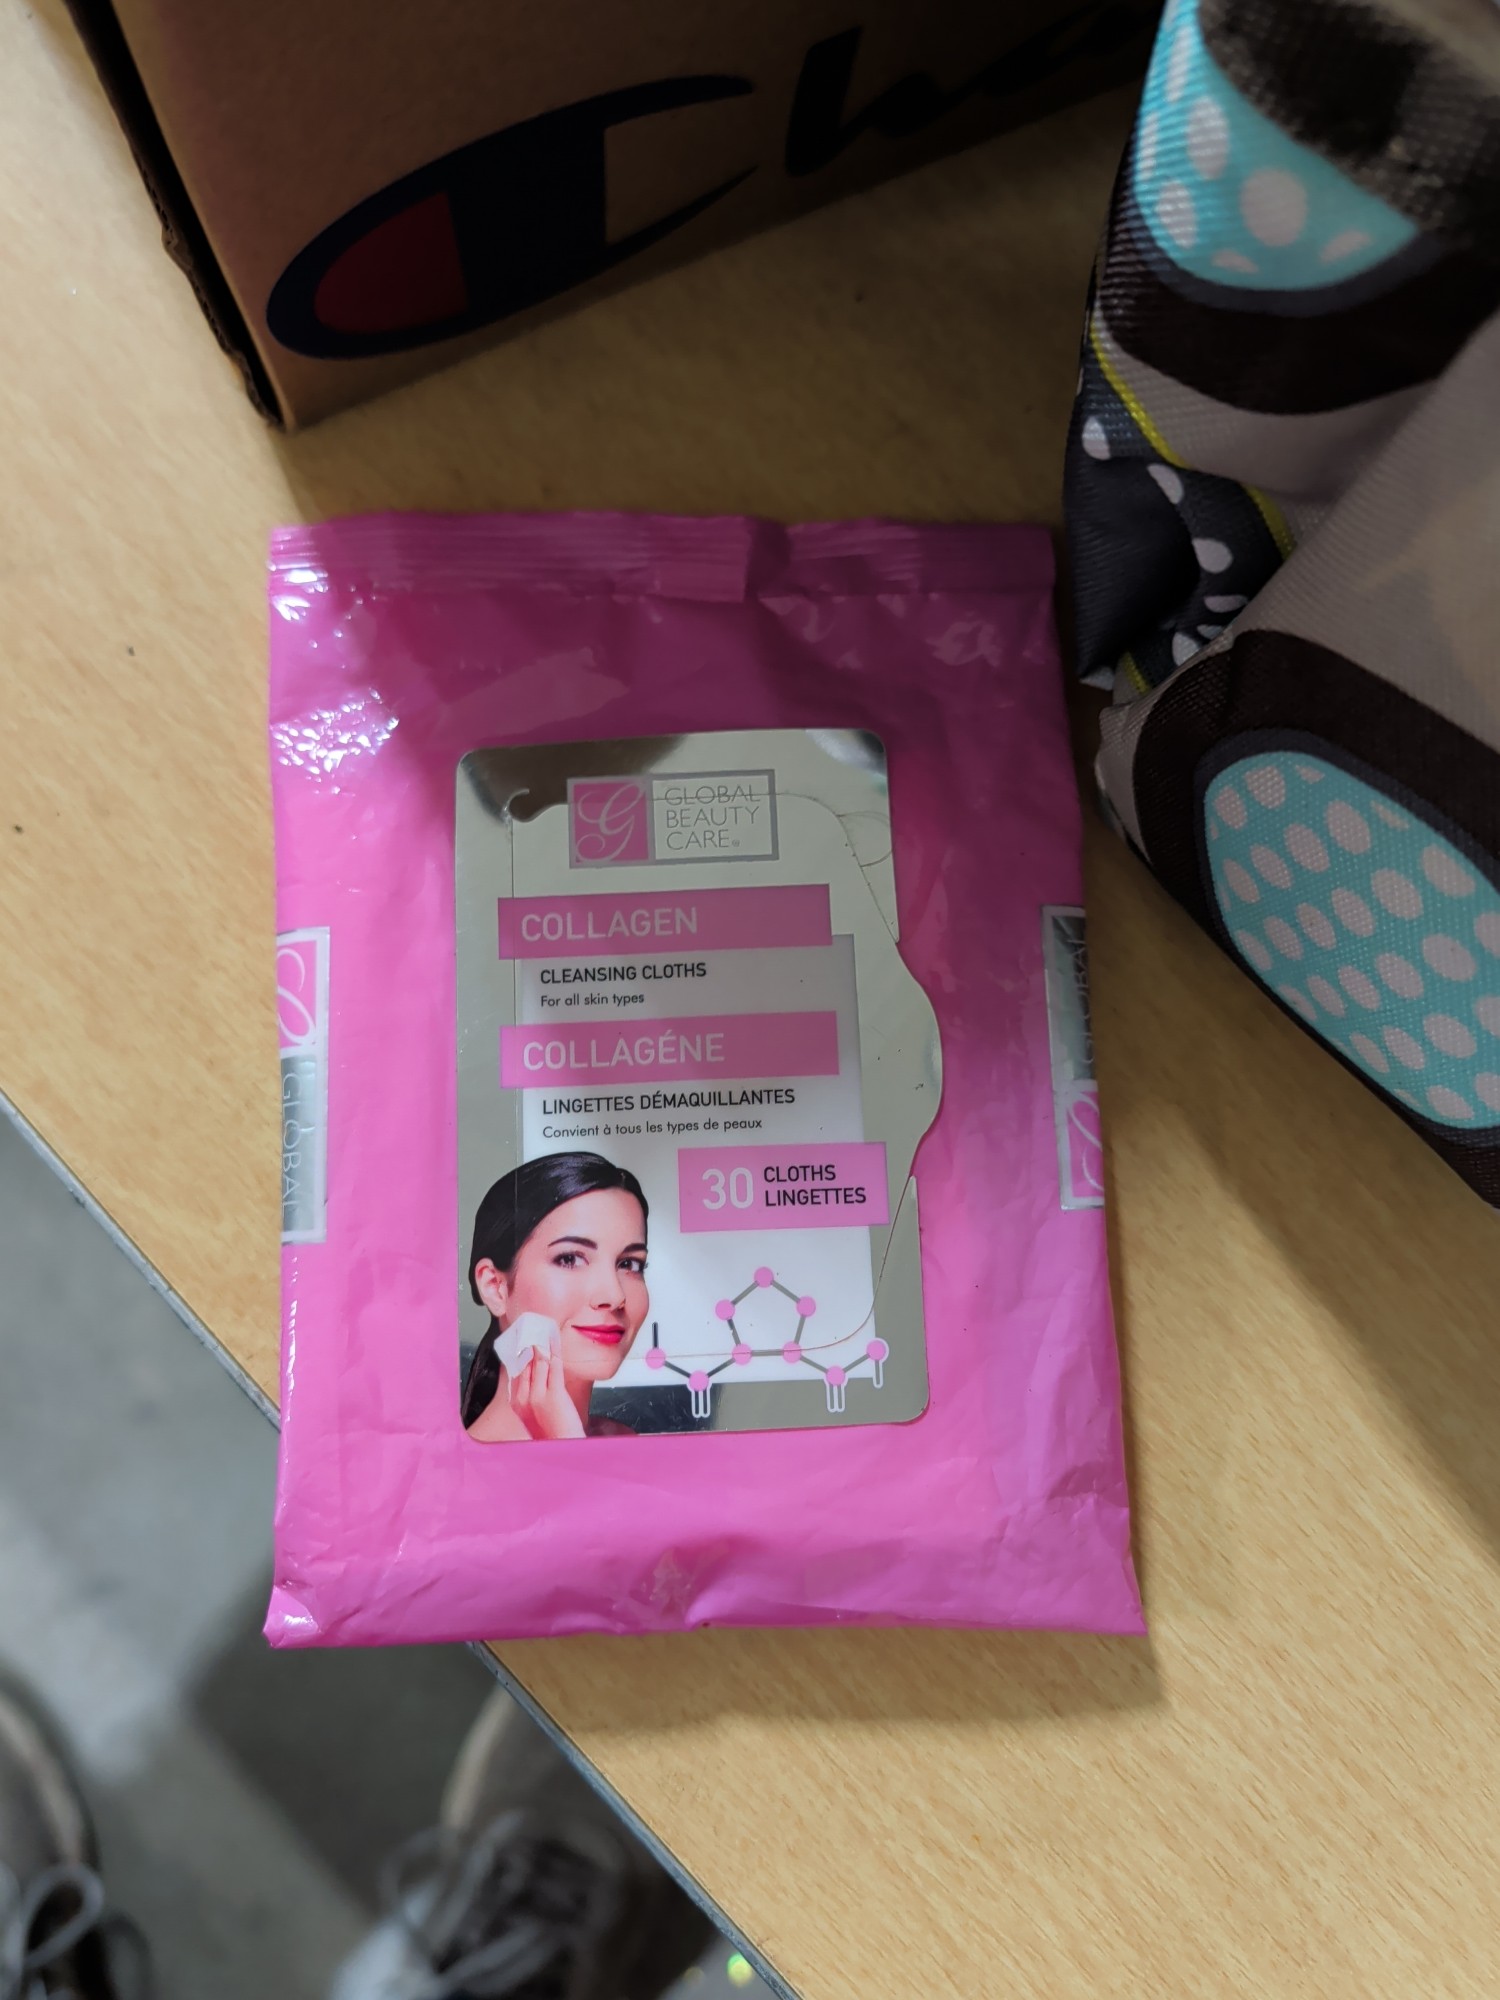 Cha
GLOBAL
BEAUTY
CARE
COLLAGEN
CLEANSING CLOTHS
For all skin types
COLLAGÉNE
LINGETTES DÉMAQUILLANTES
Convient à tous les types de peaux
30 CLOTHS
LINGETTES
GLOBAL
GLOBAL